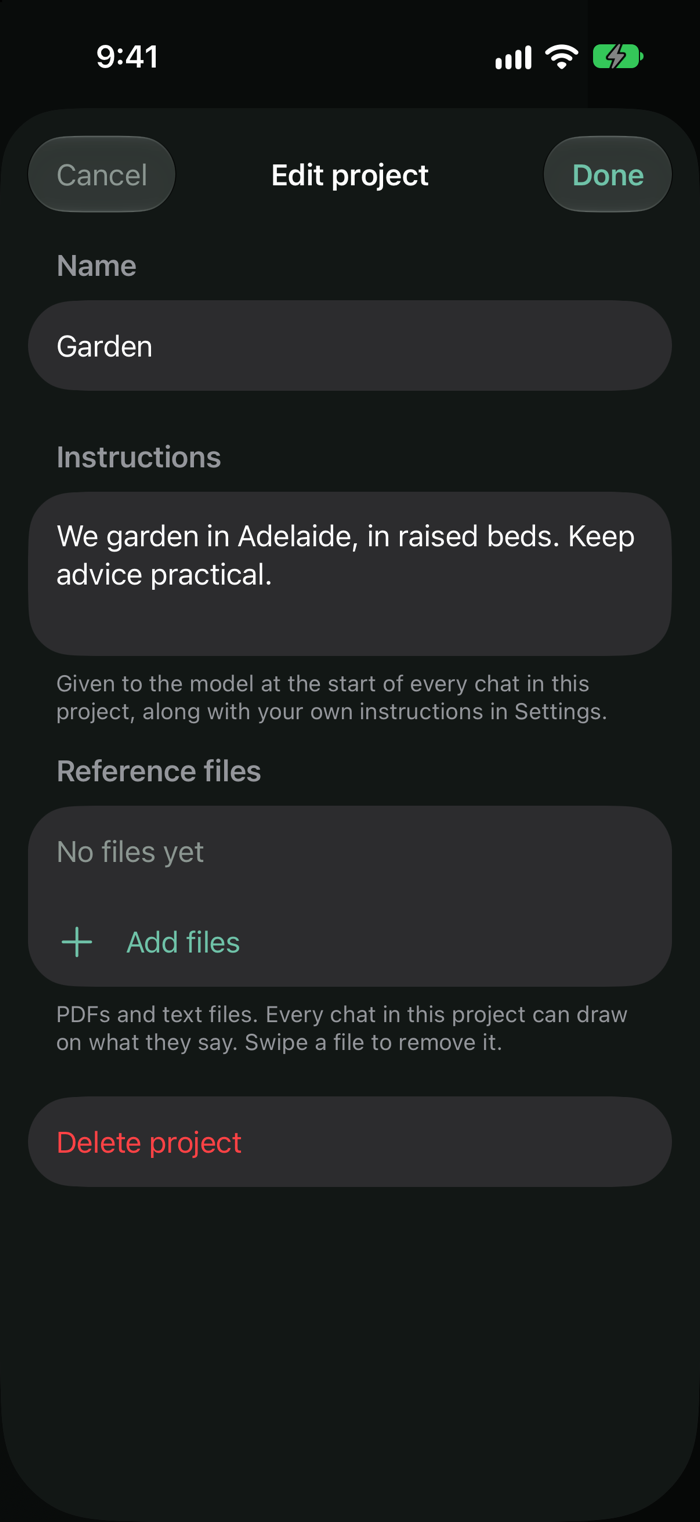 9:41
Cancel
Edit project
Done
Name
Garden
Instructions
We garden in Adelaide, in raised beds. Keep
advice practical.
Given to the model at the start of every chat in this
project, along with your own instructions in Settings.
Reference files
No files yet
Add files
PDFs and text files. Every chat in this project can draw
on what they say. Swipe a file to remove it.
Delete project